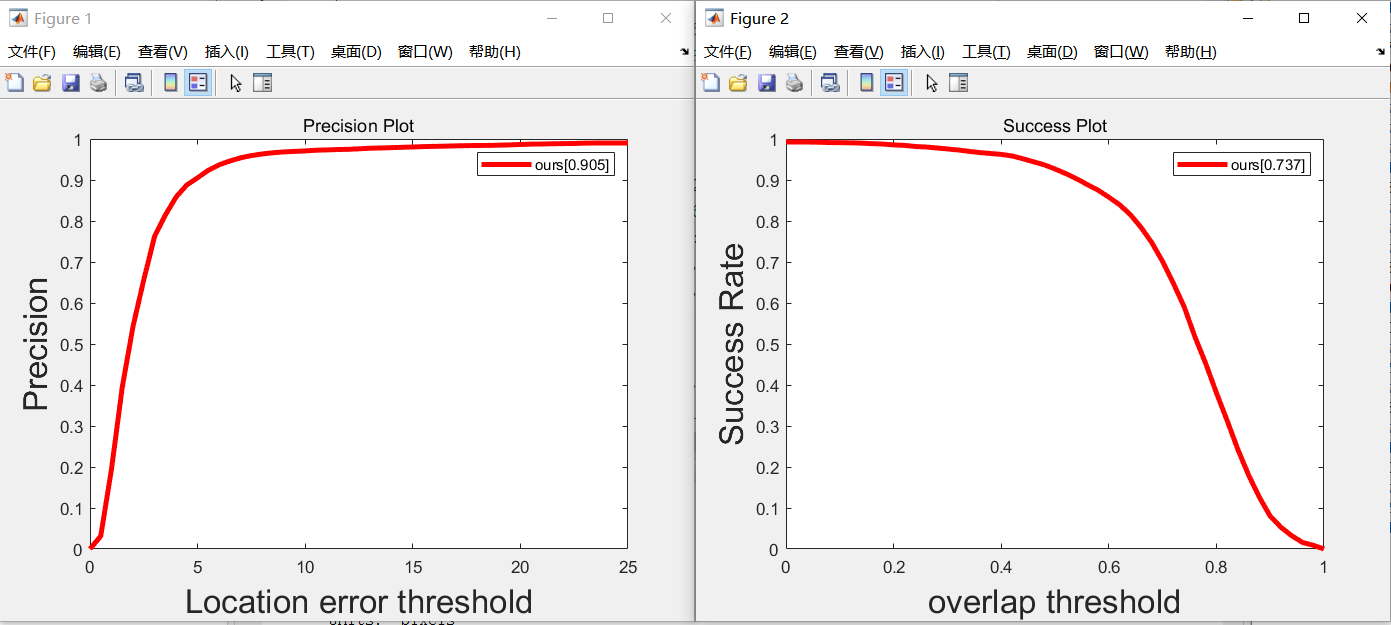 Figure 1
文件(F) 编辑(E) 查看(V) 插入(I) 工具(T) 桌面(D) 窗口(W) 帮助(H)
Precision Plot
ours[0.905]
Precision
1
0.9
0.8
0.7
0.6
0.5
0.4
0.3
0.2
0.1
0
0 5 10 15 20 25
Location error threshold
Figure 2
文件(F) 编辑(E) 查看(V) 插入(I) 工具(T) 桌面(D) 窗口(W) 帮助(H)
Success Plot
ours[0.737]
Success Rate
1
0.9
0.8
0.7
0.6
0.5
0.4
0.3
0.2
0.1
0
0 0.2 0.4 0.6 0.8 1
overlap threshold